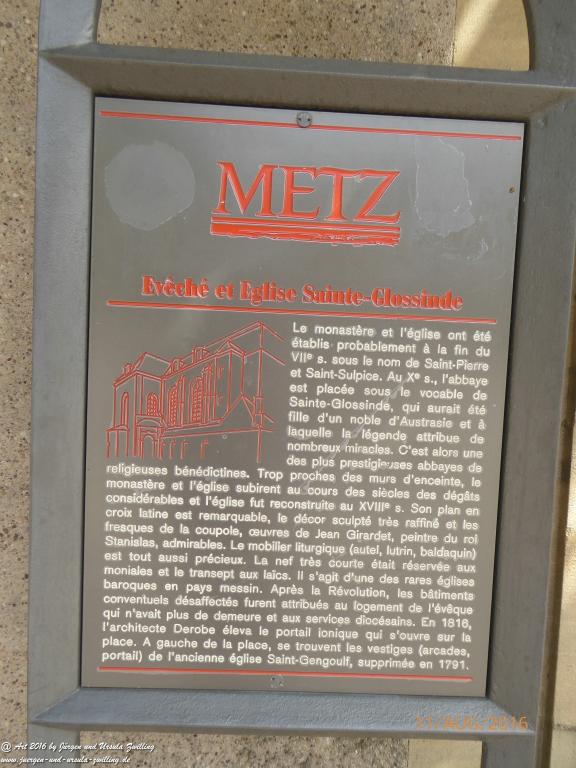 METZ
Evêché et Eglise Sainte-Glossinde
Le monastère et l'église ont été
établis probablement à la fin du
VIIe s. sous le nom de Saint-Pierre
et Saint-Sulpice. Au Xe s., l'abbaye
est placée sous le vocable de
Sainte-Glossinde, qui aurait été
fille d'un noble d'Austrasie et à
laquelle la légende attribue de
nombreux miracles. C'est alors une
des plus prestigieuses abbayes de
religieuses bénédictines. Trop proches des murs d'enceinte, le
monastère et l'église subirent au cours des siècles des dégâts
considérables et l'église fut reconstruite au XVIIIe s. Son plan en
croix latine est remarquable, le décor sculpté très raffiné et les
fresques de la coupole, œuvres de Jean Girardet, peintre du roi
Stanislas, admirables. Le mobilier liturgique (autel, lutrin, baldaquin)
est tout aussi précieux. La nef très courte était réservée aux
moniales et le transept aux laïcs. Il s'agit d'une des rares églises
baroques en pays messin. Après la Révolution, les bâtiments
conventuels désaffectés furent attribués au logement de l'évêque
qui n'avait plus de demeure et aux services diocésains. En 1816,
l'architecte Derobe éleva le portail ionique qui s'ouvre sur la
place. A gauche de la place, se trouvent les vestiges (arcades,
portail) de l'ancienne église Saint-Gengoulf, supprimée en 1791.
11/AUG/2016
@ Art 2016 by Jürgen und Ursula Zwilling
www.juergen-und-ursula-zwilling.de